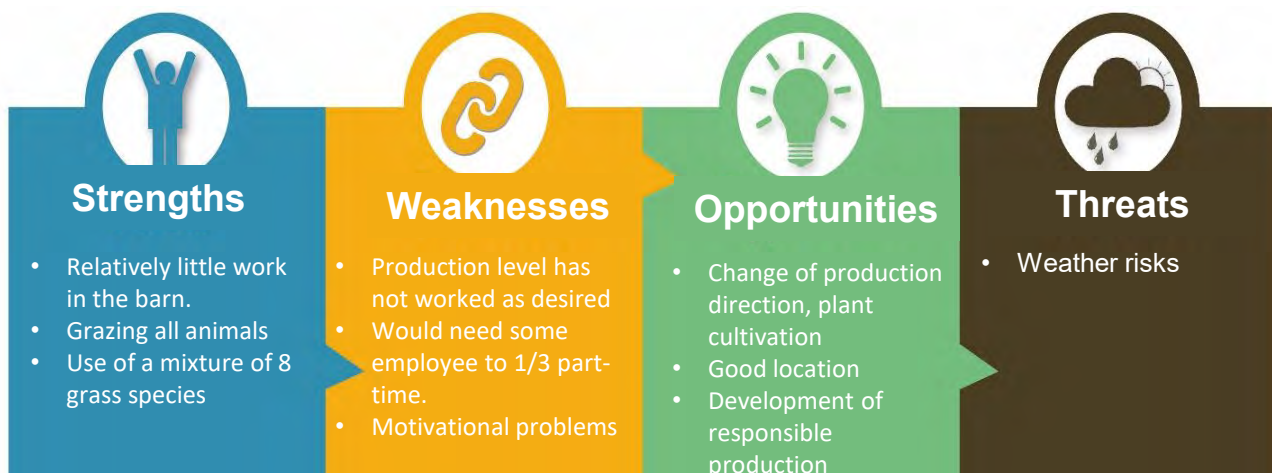 Strengths
• Relatively little work
in the barn.
• Grazing all animals
• Use of a mixture of 8
grass species
Weaknesses
• Production level has
not worked as desired
• Would need some
employee to 1/3 part-
time.
• Motivational problems
Opportunities
• Change of production
direction, plant
cultivation
• Good location
• Development of
responsible
production
Threats
• Weather risks